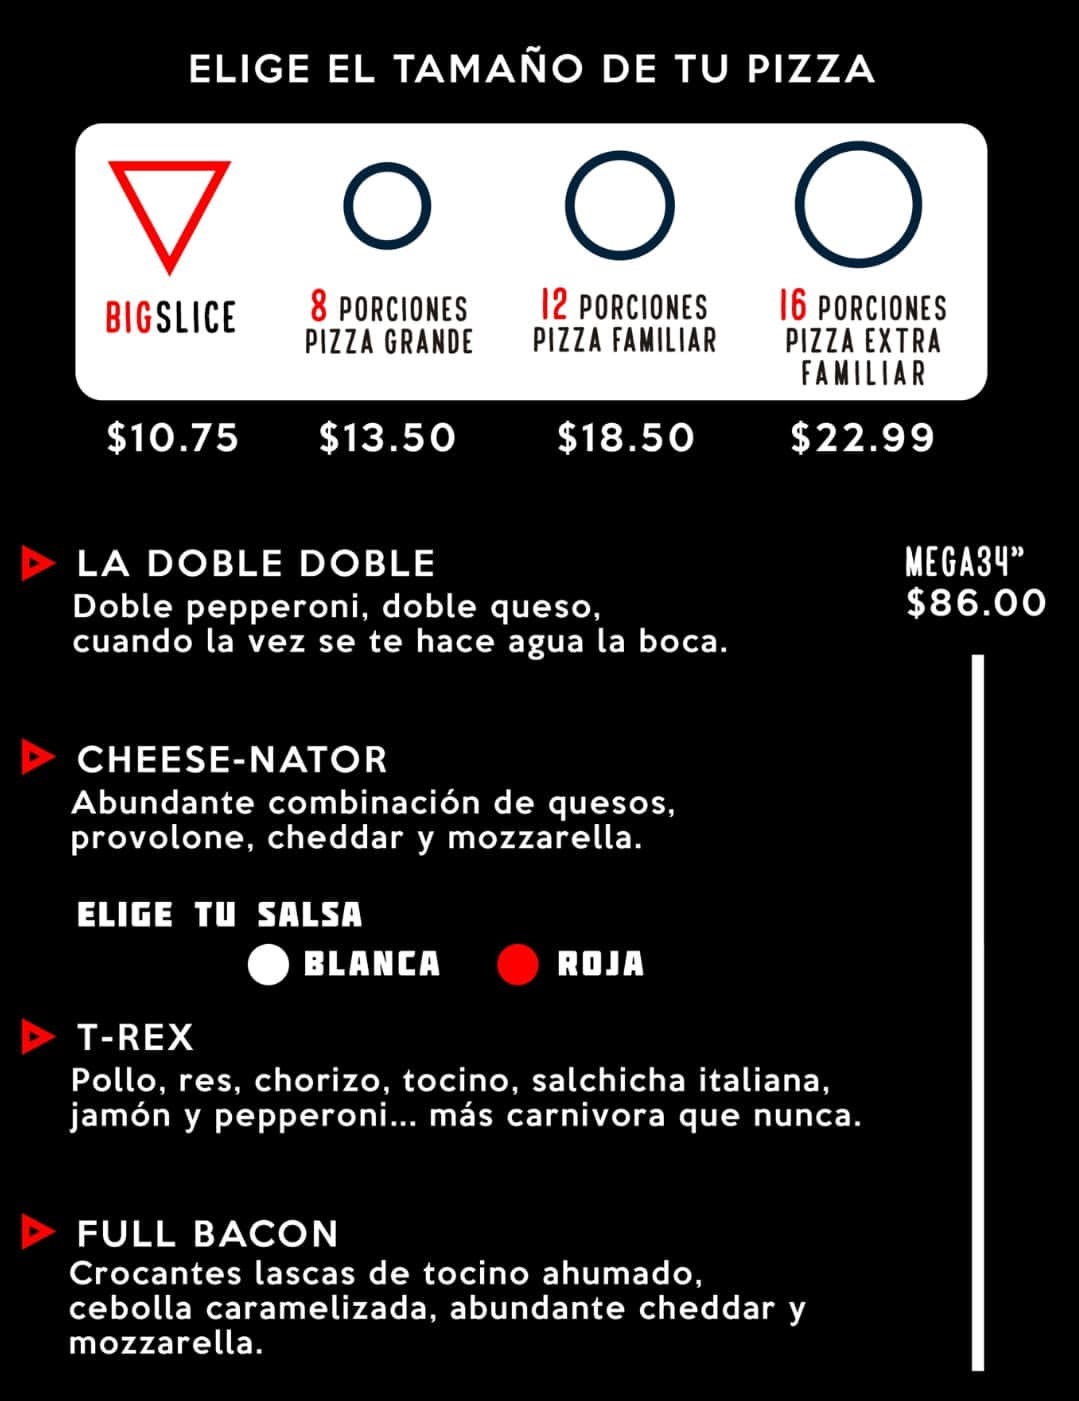 ELIGE EL TAMAÑO DE TU PIZZA
BIGSLICE
8 PORCIONES
PIZZA GRANDE
12 PORCIONES
PIZZA FAMILIAR
16 PORCIONES
PIZZA EXTRA
FAMILIAR
$10.75
$13.50
$18.50
$22.99
LA DOBLE DOBLE
Doble pepperoni, doble queso,
cuando la vez se te hace agua la boca.
MEGA34”
$86.00
CHEESE-NATOR
Abundante combinación de quesos,
provolone, cheddar y mozzarella.
ELIGE TU SALSA
BLANCA
ROJA
T-REX
Pollo, res, chorizo, tocino, salchicha italiana,
jamón y pepperoni... más carnivora que nunca.
FULL BACON
Crocantes lascas de tocino ahumado,
cebolla caramelizada, abundante cheddar y
mozzarella.